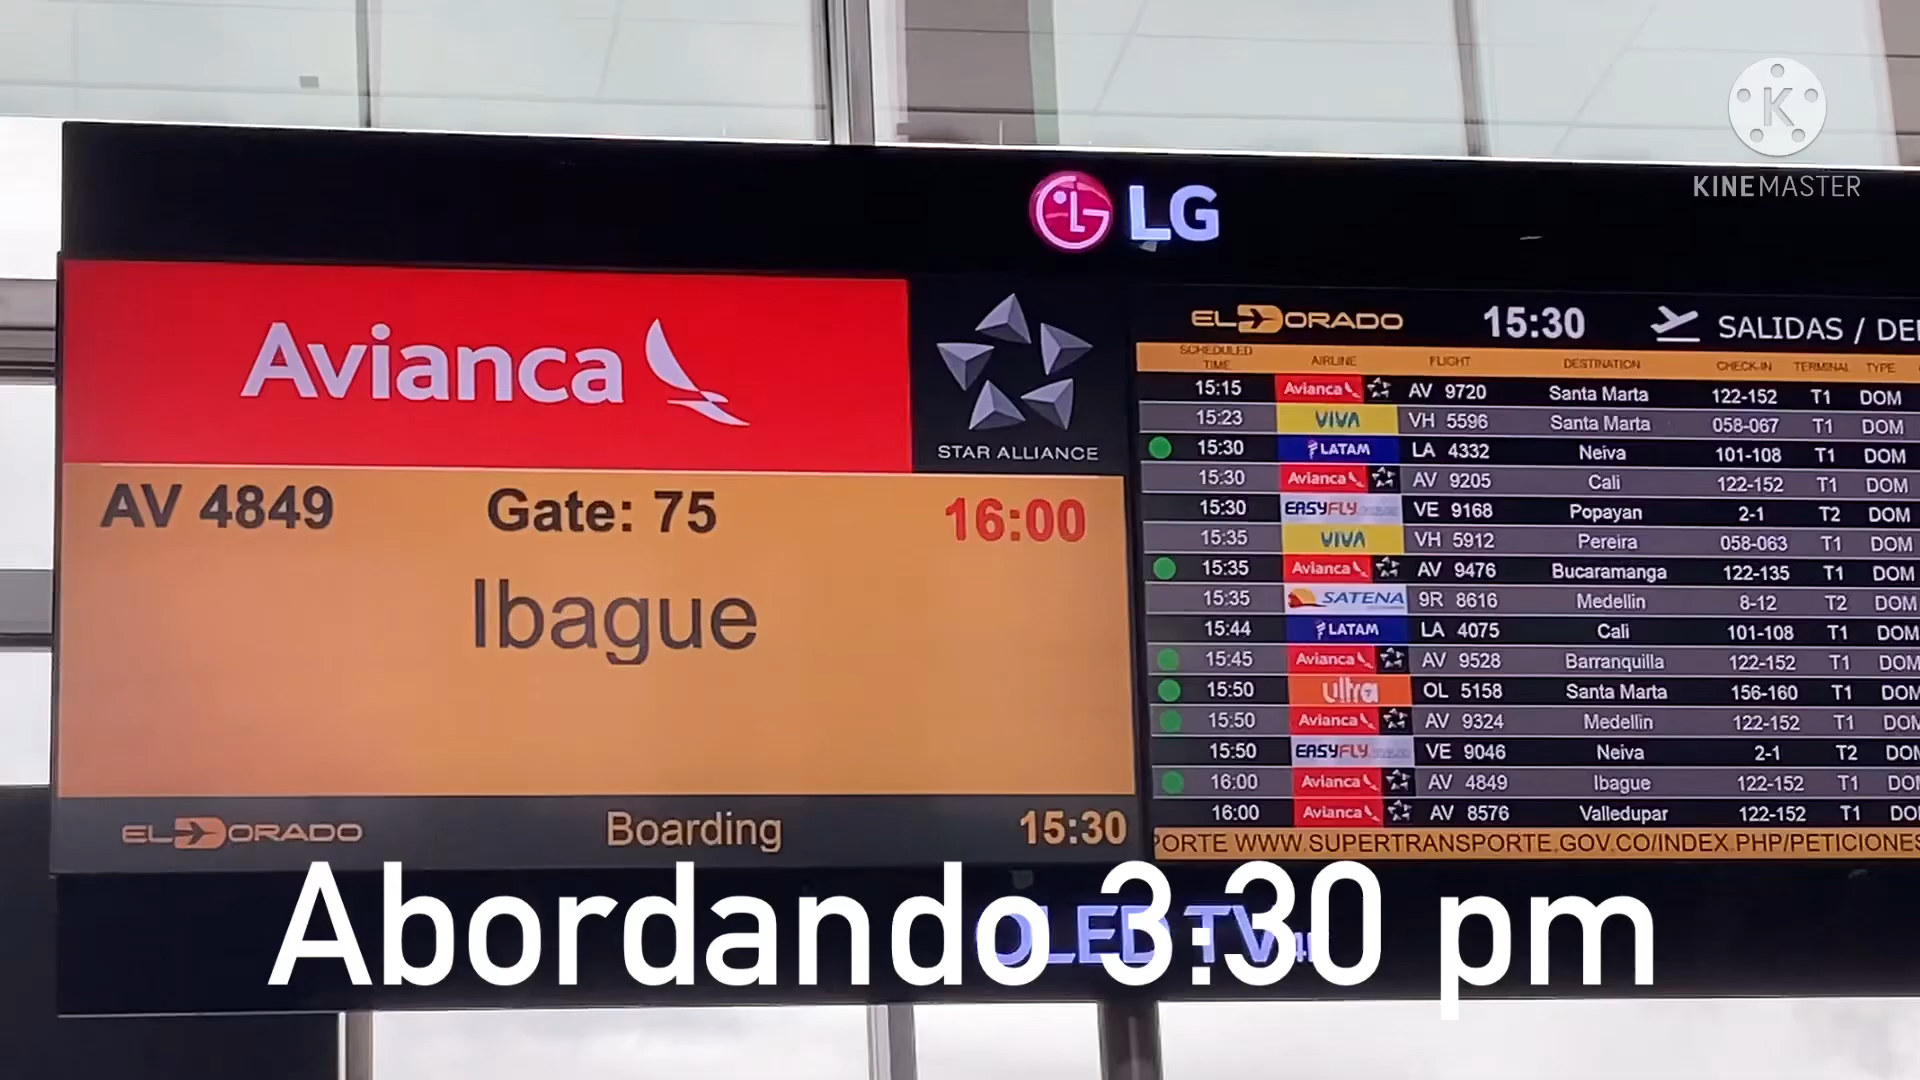 KINEMASTER
LG
Avianca
STAR ALLIANCE
AV 4849 Gate: 75 16:00
Ibague
EL DORADO Boarding 15:30
EL DORADO 15:30 SALIDAS /
SCHEDULED TIME AIRLINE FLIGHT DESTINATION CHECK-IN TERMINAL TYPE
15:15 Avianca AV 9720 Santa Marta 122-152 T1 DOM
15:23 VIVA VH 5596 Santa Marta 058-067 T1 DOM
15:30 LATAM LA 4332 Neiva 101-108 T1 DOM
15:30 Avianca AV 9205 Cali 122-152 T1 DOM
15:30 EASYFLY VE 9168 Popayan 2-1 T2 DOM
15:35 VIVA VH 5912 Pereira 058-063 T1 DOM
15:35 Avianca AV 9476 Bucaramanga 122-135 T1 DOM
15:35 SATENA 9R 8616 Medellin 8-12 T2 DOM
15:44 LATAM LA 4075 Cali 101-108 T1 DOM
15:45 Avianca AV 9528 Barranquilla 122-152 T1 DOM
15:50 ultra OL 5158 Santa Marta 156-160 T1 DOM
15:50 Avianca AV 9324 Medellin 122-152 T1 DOM
15:50 EASYFLY VE 9046 Neiva 2-1 T2 DOM
16:00 Avianca AV 4849 Ibague 122-152 T1 DO
16:00 Avianca AV 8576 Valledupar 122-152 T1 DO
PORTE WWW.SUPERTRANSPORTE.GOV.CO/INDEX.PHP/PETICIONES
OLED TV
Abordando 3:30 pm